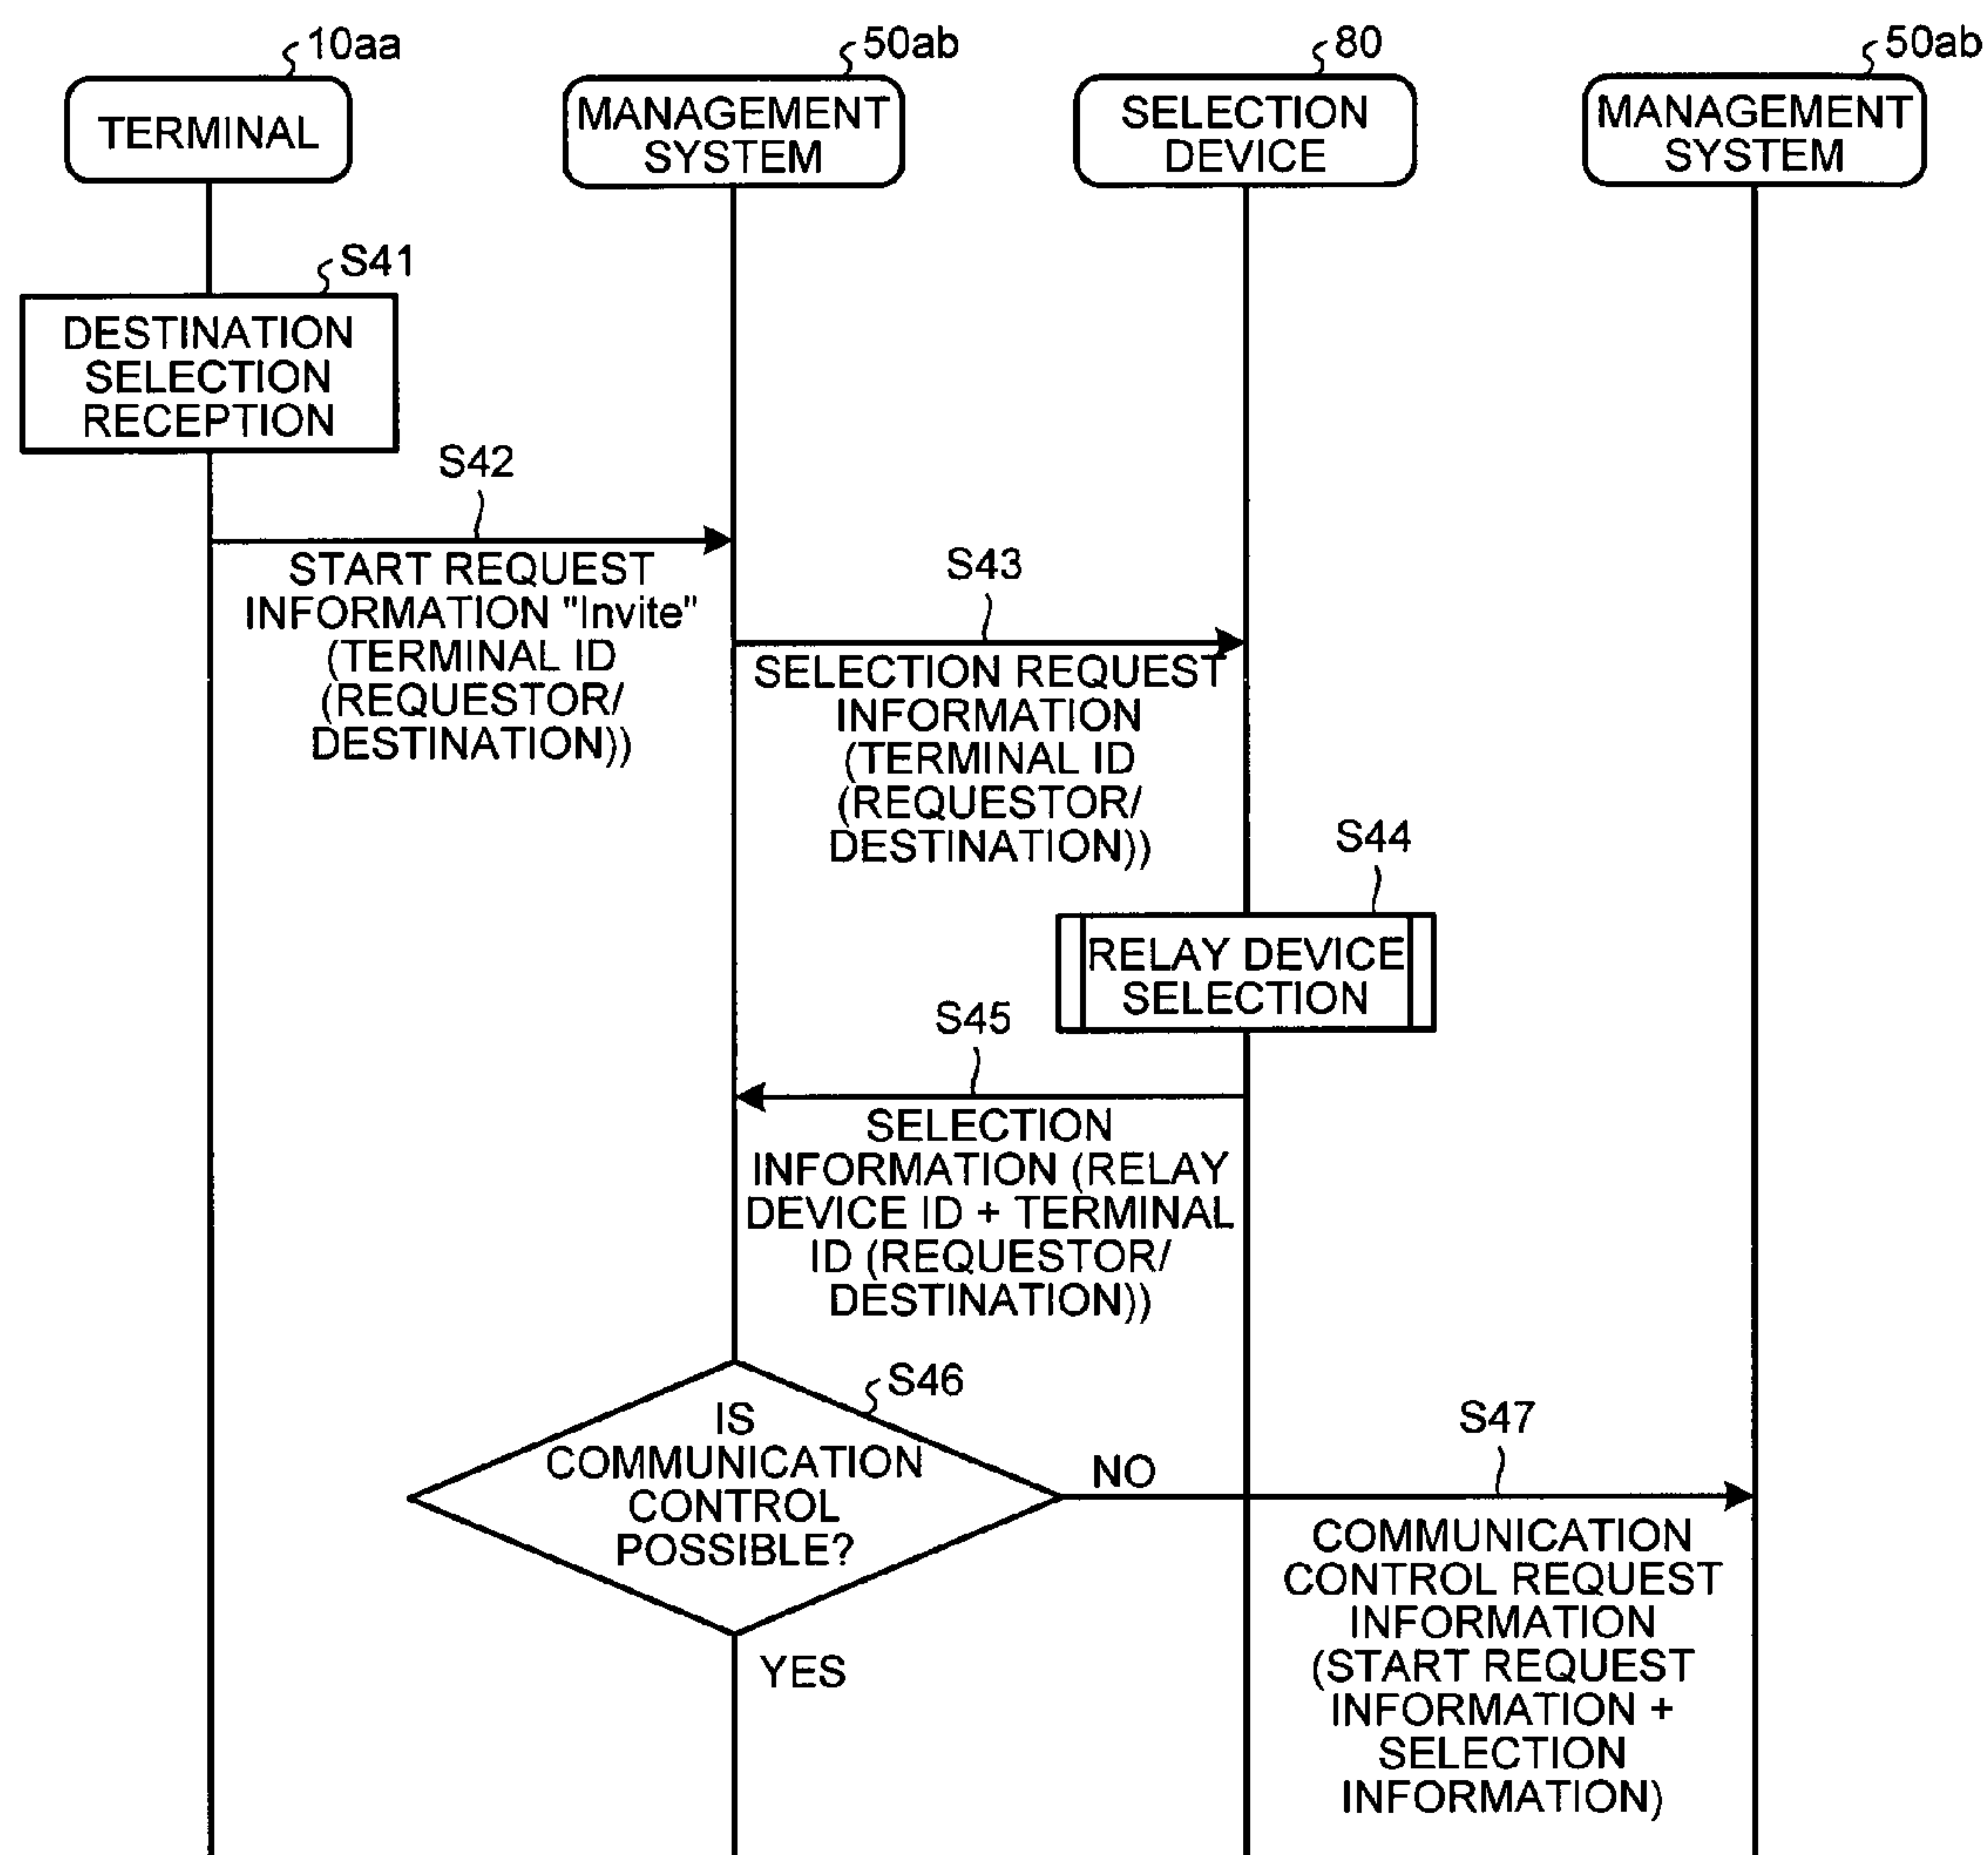 10aa
50ab
80
50ab
TERMINAL
MANAGEMENT
SYSTEM
SELECTION
DEVICE
MANAGEMENT
SYSTEM
S41
DESTINATION
SELECTION
RECEPTION
S42
START REQUEST
INFORMATION "Invite"
(TERMINAL ID
(REQUESTOR/
DESTINATION))
S43
SELECTION REQUEST
INFORMATION
(TERMINAL ID
(REQUESTOR/
DESTINATION))
S44
RELAY DEVICE
SELECTION
S45
SELECTION
INFORMATION (RELAY
DEVICE ID + TERMINAL
ID (REQUESTOR/
DESTINATION))
S46
IS
COMMUNICATION
CONTROL
POSSIBLE?
NO
YES
S47
COMMUNICATION
CONTROL REQUEST
INFORMATION
(START REQUEST
INFORMATION +
SELECTION
INFORMATION)